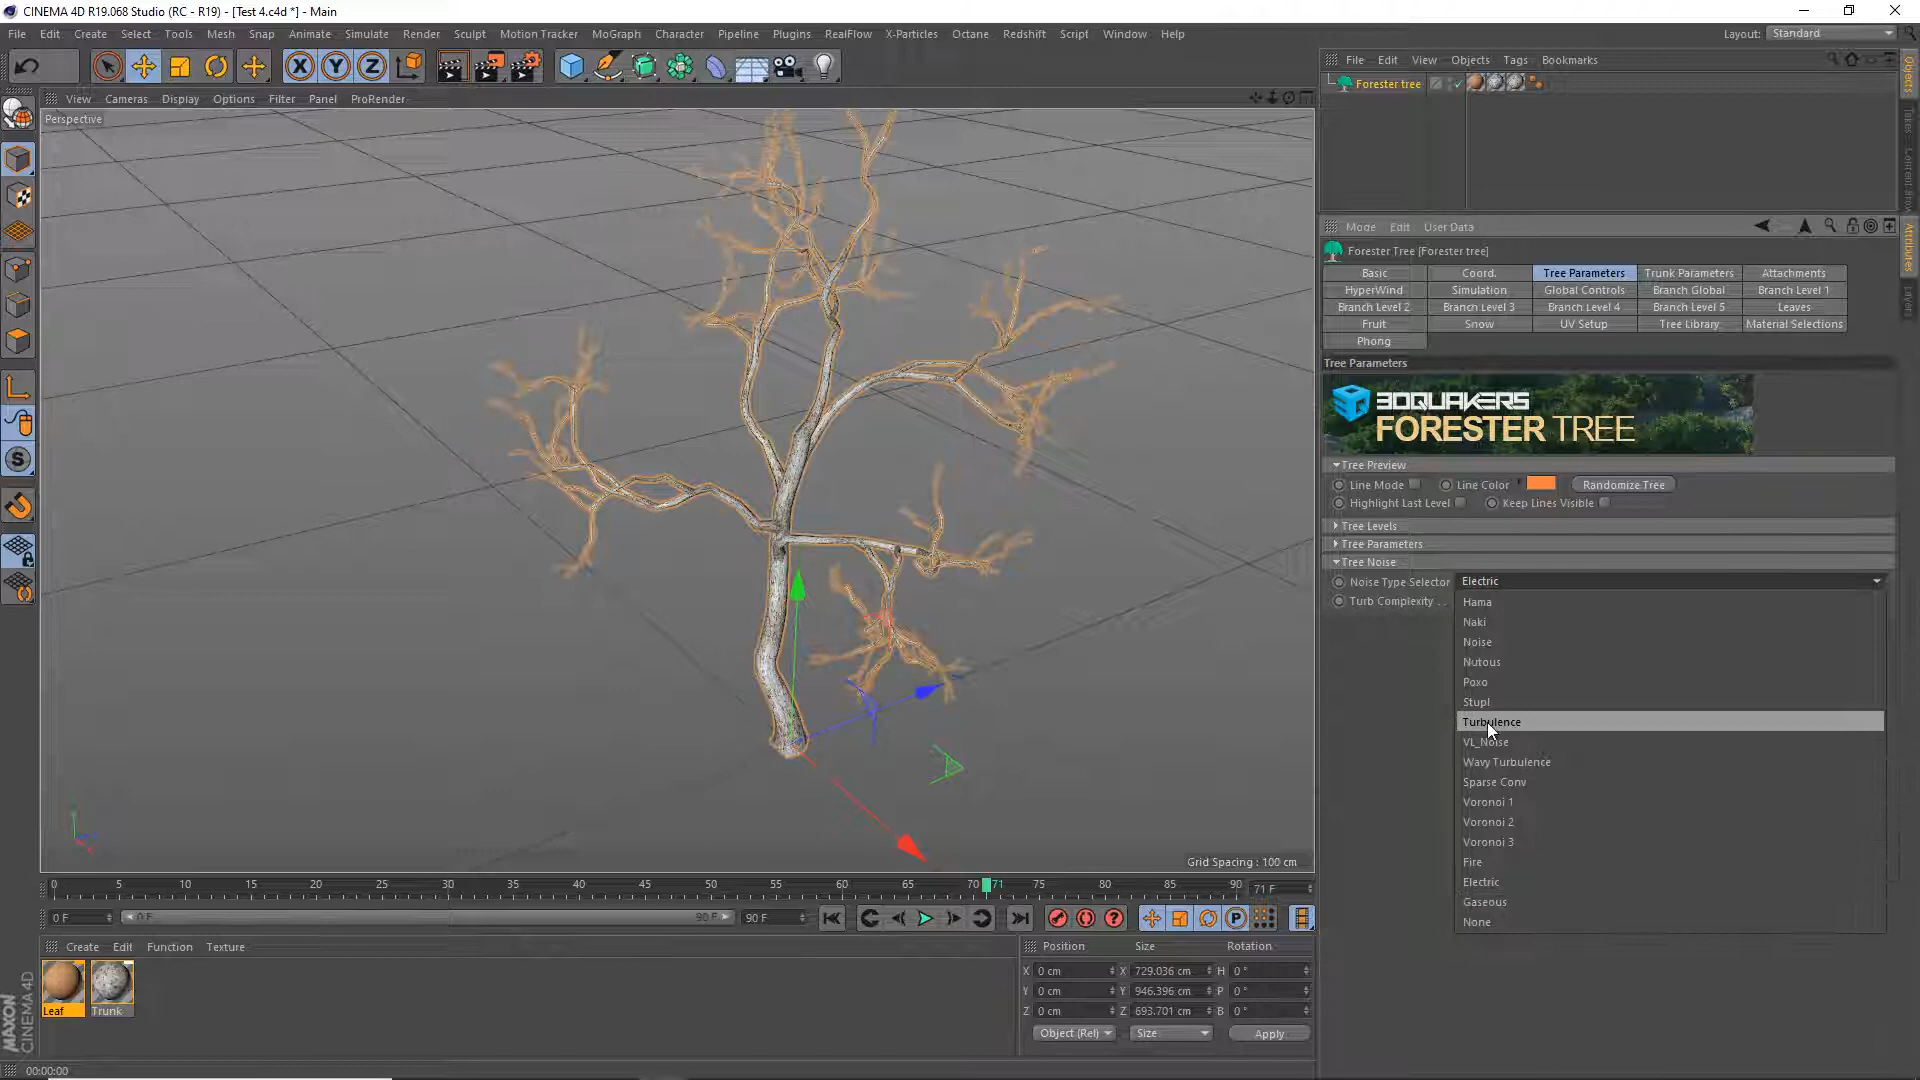 CINEMA 4D R19.068 Studio (RC - R19) - [Test 4.c4d *] - Main
File Edit Create Select Tools Mesh Snap Animate Simulate Render Sculpt Motion Tracker MoGraph Character Pipeline Plugins RealFlow X-Particles Octane Redshift Script Window Help
Layout: Standard
View Cameras Display Options Filter Panel ProRender
Perspective
Grid Spacing : 100 cm
File Edit View Objects Tags Bookmarks
Forester tree
Objects
Takes
Attributes
Layers
Mode Edit User Data
Forester Tree [Forester tree]
Basic Coord. Tree Parameters Trunk Parameters Attachments
HyperWind Simulation Global Controls Branch Global Branch Level 1
Branch Level 2 Branch Level 3 Branch Level 4 Branch Level 5 Leaves
Fruit Snow UV Setup Tree Library Material Selections
Phong
Tree Parameters
3DQUAKERS
FORESTER TREE
Tree Preview
Line Mode Line Color Randomize Tree
Highlight Last Level Keep Lines Visible
Tree Levels
Tree Parameters
Tree Noise
Noise Type Selector Electric
Turb Complexity . .
Hama
Naki
Noise
Nutous
Poxo
Stupl
Turbulence
VL_Noise
Wavy Turbulence
Sparse Conv
Voronoi 1
Voronoi 2
Voronoi 3
Fire
Electric
Gaseous
None
0 5 10 15 20 25 30 35 40 45 50 55 60 65 70 71 75 80 85 90 71 F
0 F 0 F 90 F 90 F
Create Edit Function Texture
Leaf Trunk
Position Size Rotation
X 0 cm X 729.036 cm H 0 °
Y 0 cm Y 946.396 cm P 0 °
Z 0 cm Z 693.701 cm B 0 °
Object (Rel) Size Apply
MAXON
CINEMA 4D
00:00:00